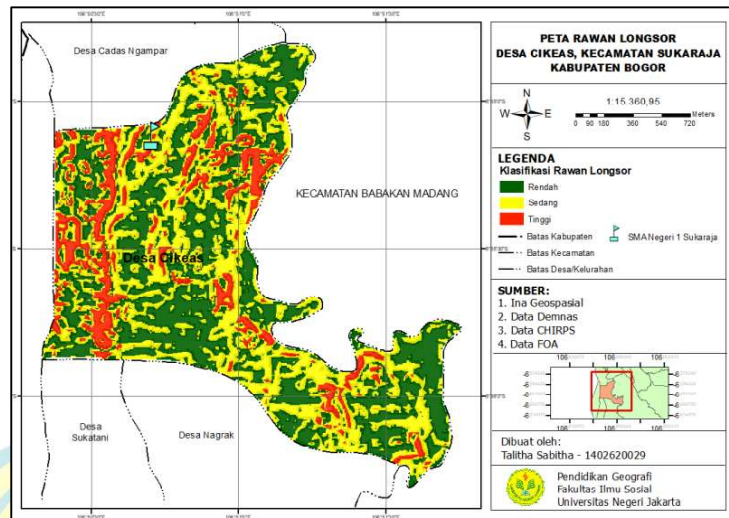 Desa Cadas Ngampar
KECAMATAN BABAKAN MADANG
Desa Cikeas
Desa
Sukatani
Desa Nagrak
PETA RAWAN LONGSOR
DESA CIKEAS, KECAMATAN SUKARAJA
KABUPATEN BOGOR
N
W E
S
1:15.360,95
Meters
0 90 180 360 540 720
LEGENDA
Klasifikasi Rawan Longsor
Rendah
Sedang
Tinggi
Batas Kabupaten
SMA Negeri 1 Sukaraja
Batas Kecamatan
Batas Desa/Kelurahan
SUMBER:
1. Ina Geospasial
2. Data Demnas
3. Data CHIRPS
4. Data FOA
Dibuat oleh:
Talitha Sabitha - 1402620029
Pendidikan Geografi
Fakultas Ilmu Sosial
Universitas Negeri Jakarta